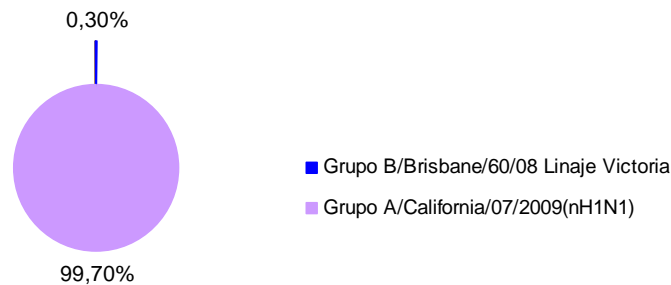 0,30%
Grupo B/Brisbane/60/08 Linaje Victoria
Grupo A/California/07/2009(nH1N1)
99,70%